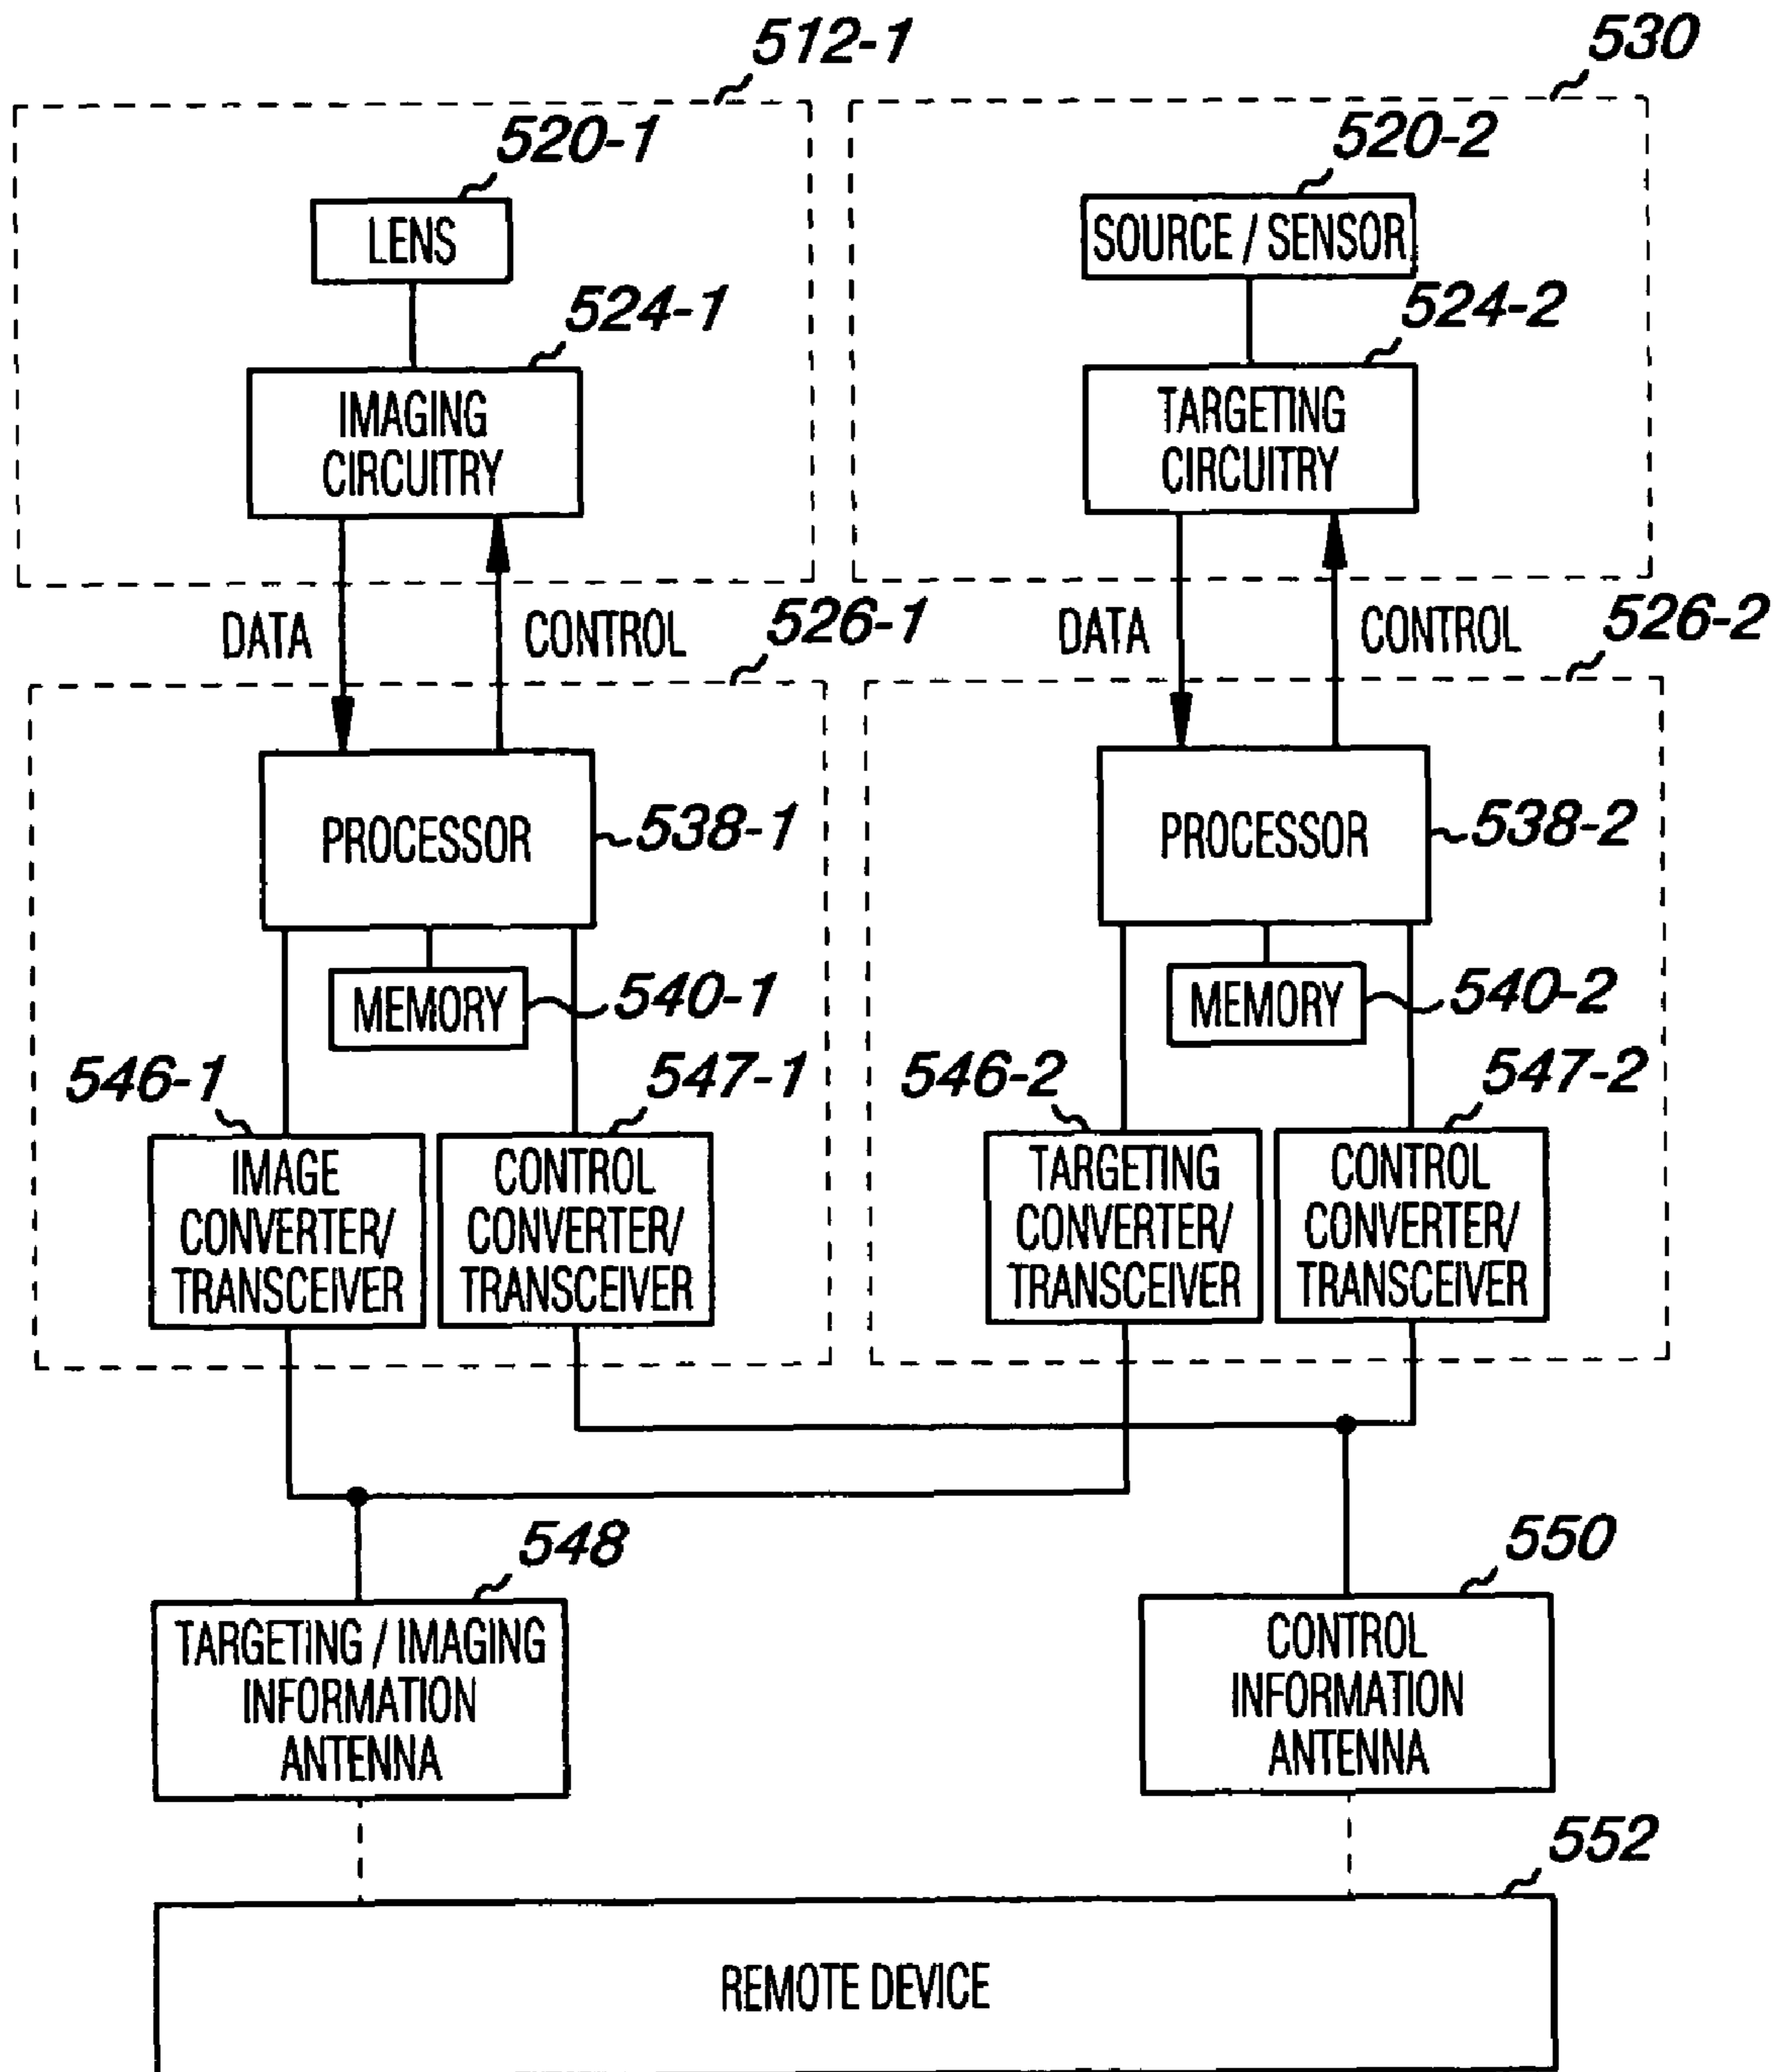 512-1
530
520-1
520-2
LENS
SOURCE / SENSOR
524-1
524-2
IMAGING
CIRCUITRY
TARGETING
CIRCUITRY
DATA
CONTROL
526-1
DATA
CONTROL
526-2
PROCESSOR
538-1
PROCESSOR
538-2
MEMORY
540-1
MEMORY
540-2
546-1
547-1
546-2
547-2
IMAGE
CONVERTER/
TRANSCEIVER
CONTROL
CONVERTER/
TRANSCEIVER
TARGETING
CONVERTER/
TRANSCEIVER
CONTROL
CONVERTER/
TRANSCEIVER
548
550
TARGETING / IMAGING
INFORMATION
ANTENNA
CONTROL
INFORMATION
ANTENNA
552
REMOTE DEVICE